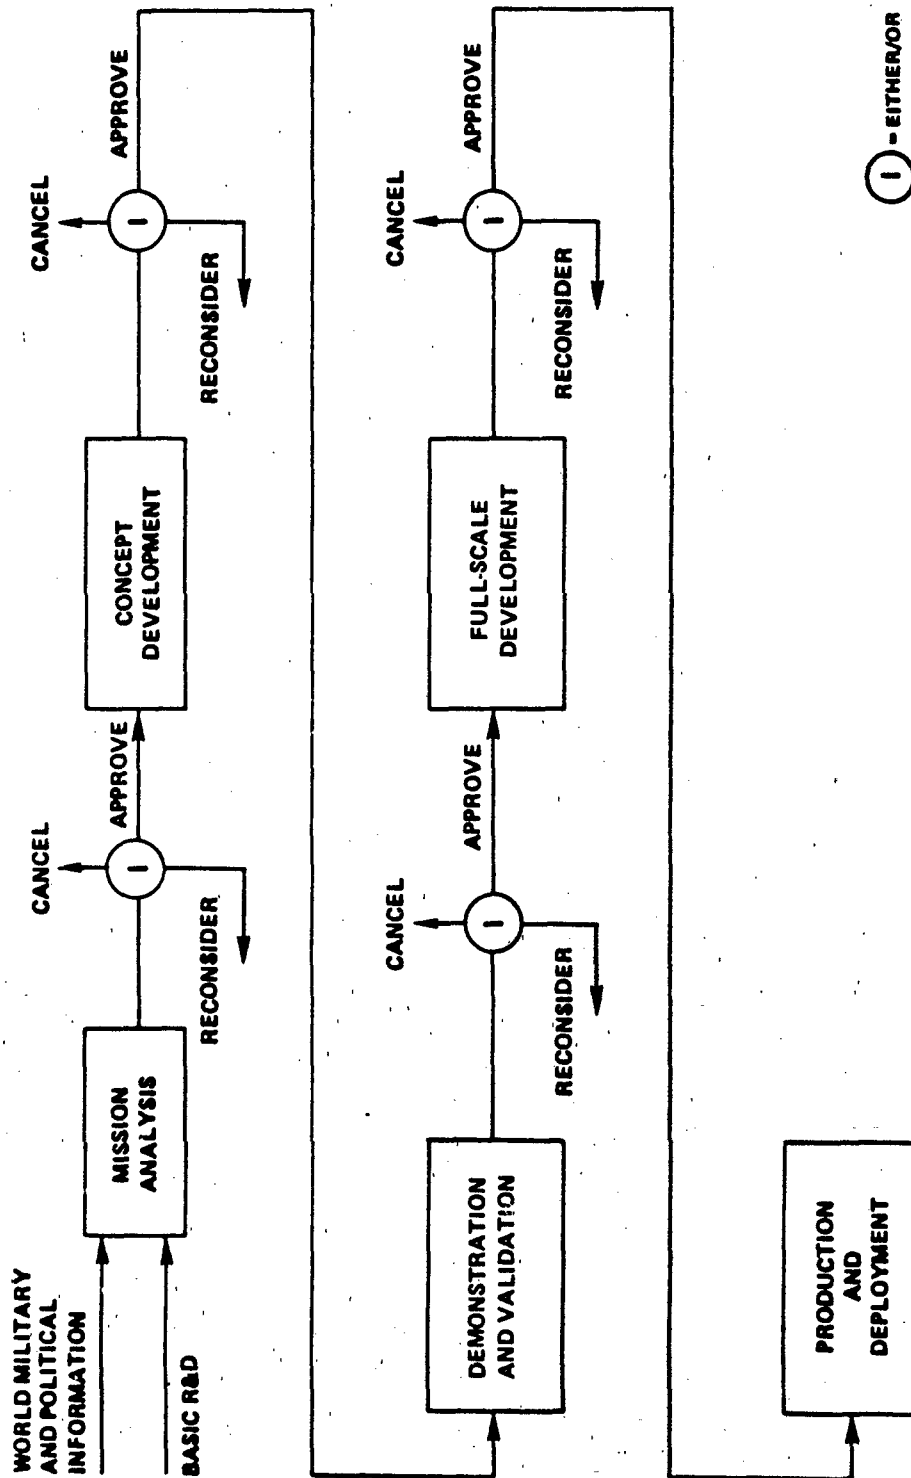 WORLD MILITARY
AND POLITICAL
INFORMATION
BASIC R&D
MISSION
ANALYSIS
CANCEL
I
APPROVE
RECONSIDER
CONCEPT
DEVELOPMENT
CANCEL
I
APPROVE
RECONSIDER
DEMONSTRATION
AND VALIDATION
CANCEL
I
APPROVE
RECONSIDER
FULL-SCALE
DEVELOPMENT
CANCEL
I
APPROVE
RECONSIDER
PRODUCTION
AND
DEPLOYMENT
I = EITHER/OR